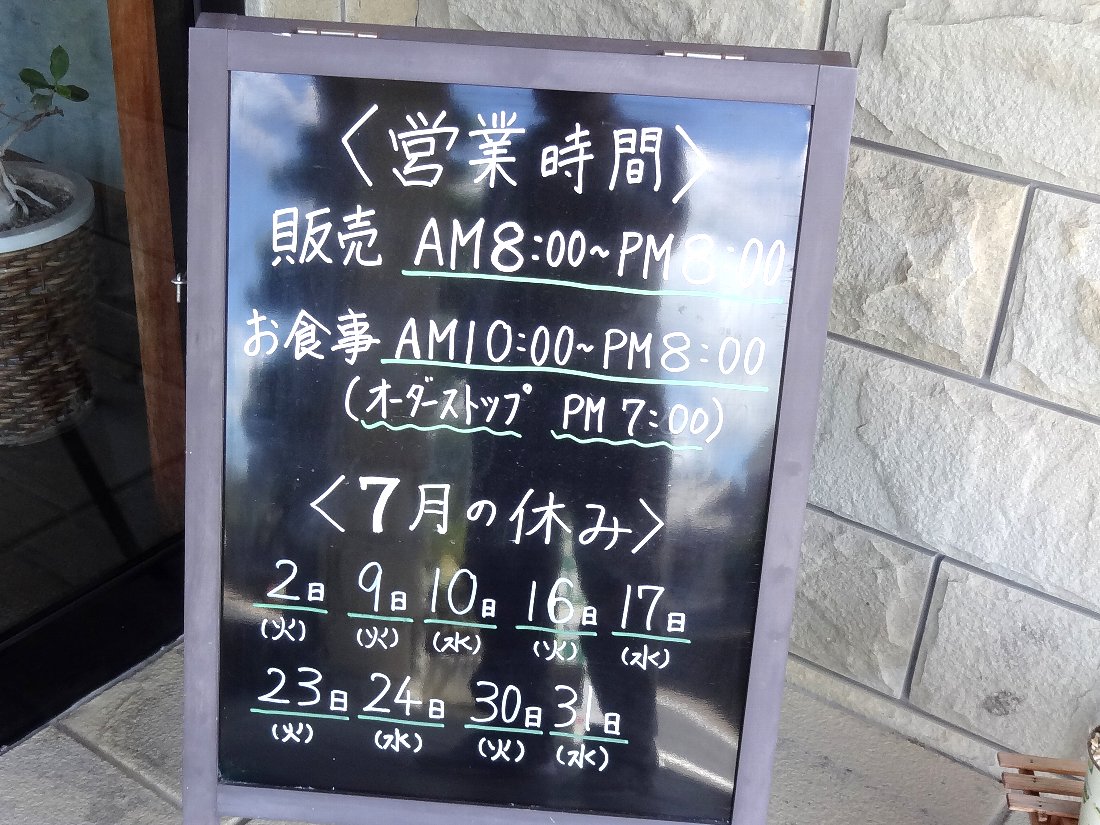 〈営業時間〉
販売 AM8:00~PM8:00
お食事 AM10:00~PM8:00
(オーダーストップ PM 7:00)
〈7月の休み〉
2日 9日 10日 16日 17日
(火) (火) (水) (火) (水)
23日 24日 30日 31日
(火) (水) (火) (水)